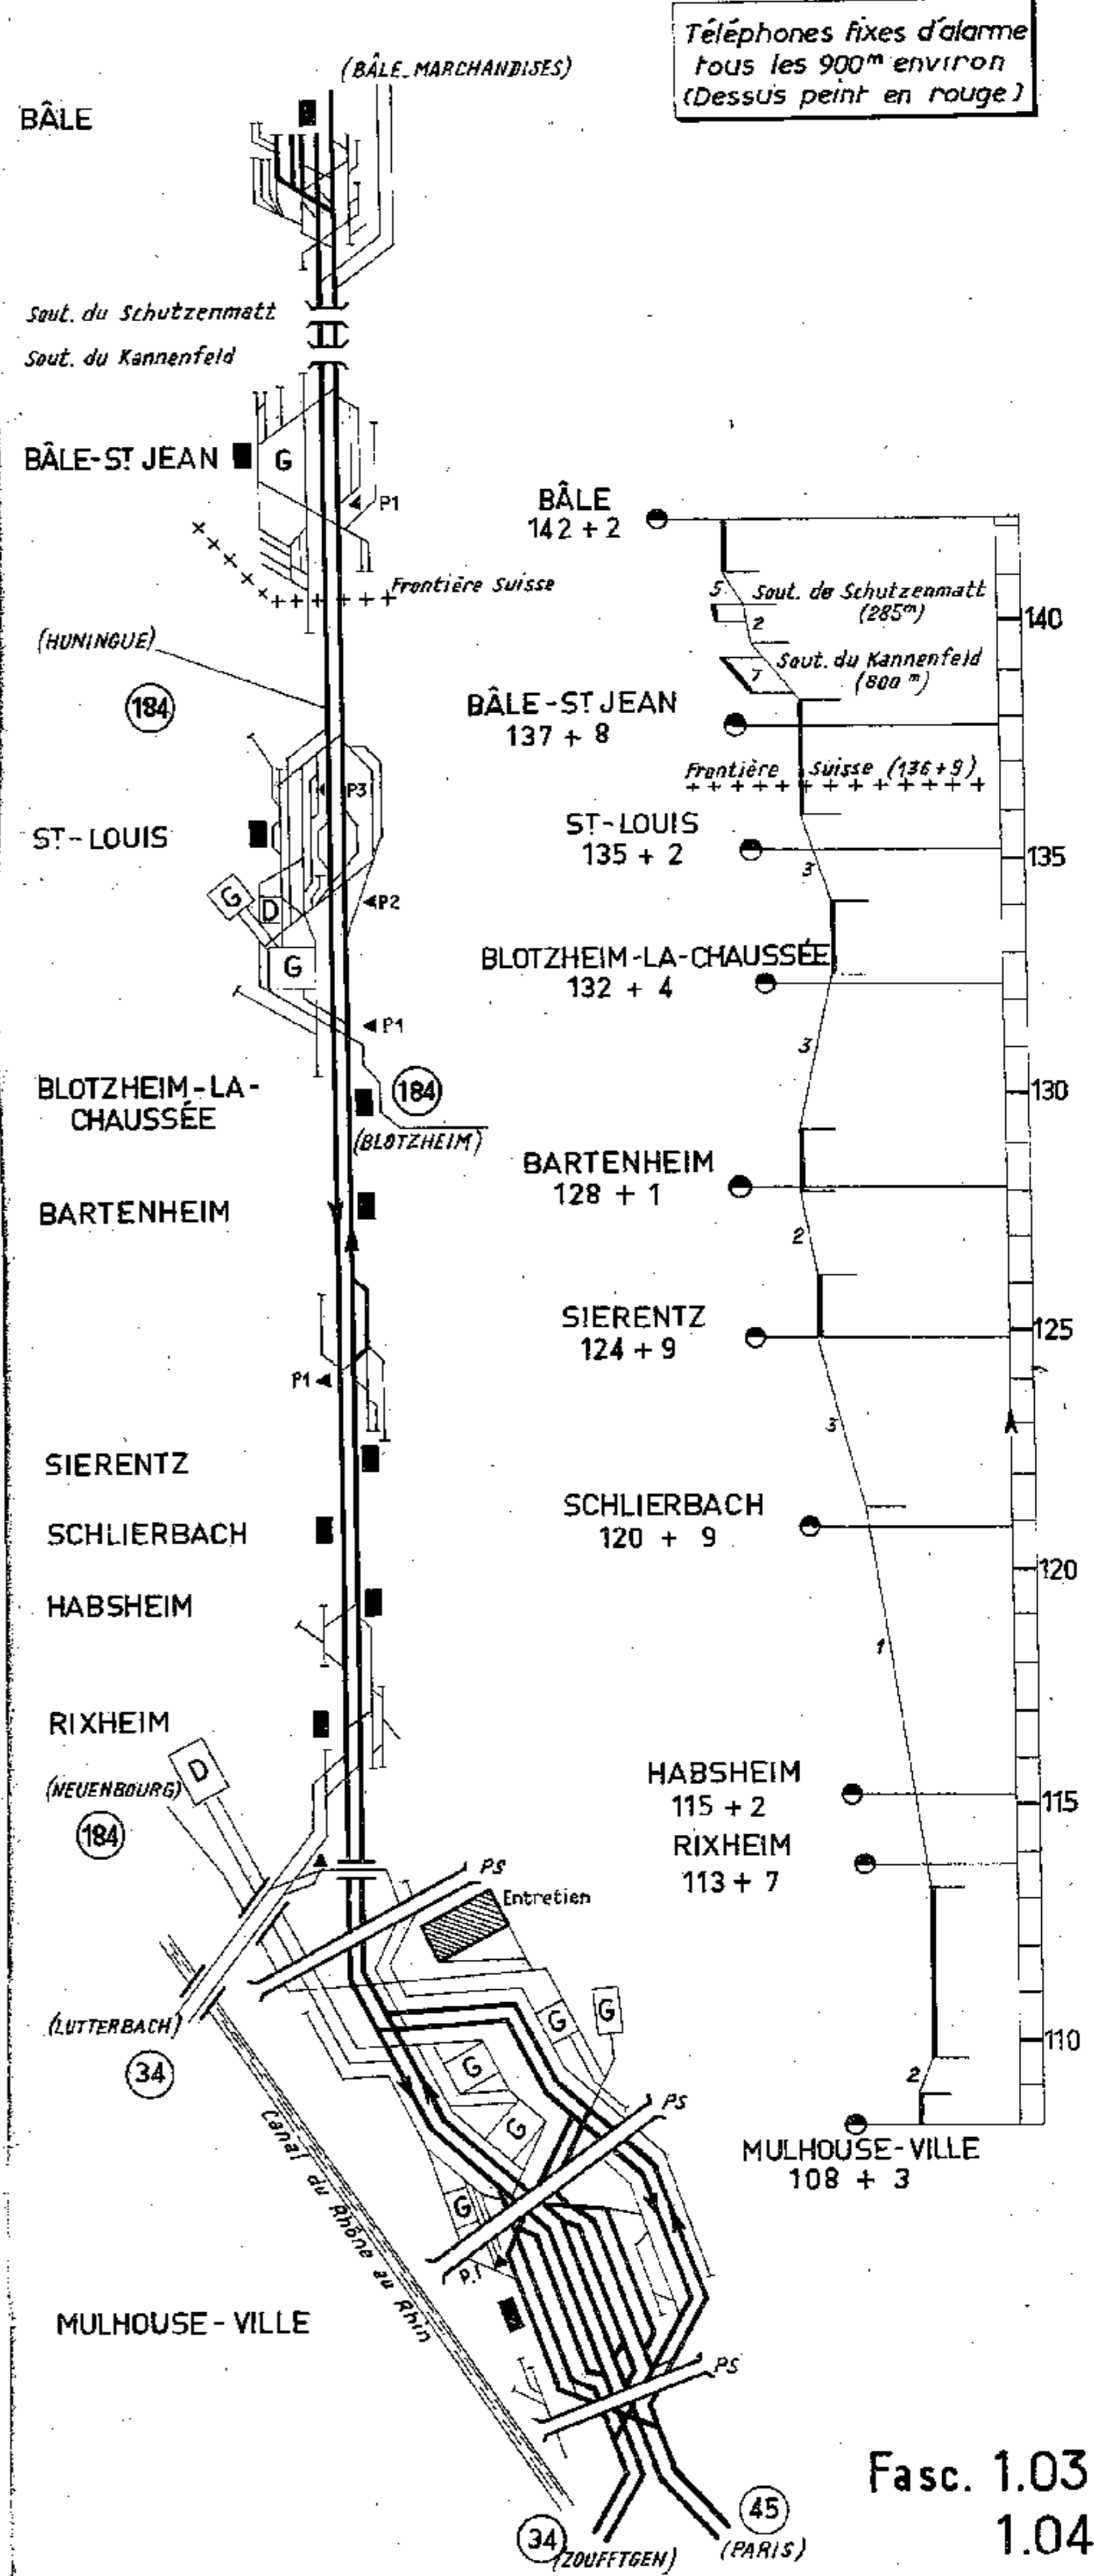 Téléphones fixes d'alarme
tous les 900m environ
(Dessus peint en rouge)
(BÂLE-MARCHANDISES)
BÂLE
Sout. du Schutzenmatt
Sout. du Kannenfeld
BÂLE-ST JEAN
G
P1
Frontière Suisse
(HUNINGUE)
184
P3
ST-LOUIS
G
D
P2
G
P1
BLOTZHEIM-LA-
CHAUSSÉE
184
(BLOTZHEIM)
BARTENHEIM
P1
SIERENTZ
SCHLIERBACH
HABSHEIM
RIXHEIM
D
(NEUENBOURG)
184
PS
Entretien
G
G
(LUTTERBACH)
34
G
G
PS
G
Canal du Rhône au Rhin
P.1
MULHOUSE-VILLE
PS
45
34
(ZOUFFTGEN)
(PARIS)
BÂLE
142 + 2
5
Sout. de Schutzenmatt
(285m)
140
2
Sout. du Kannenfeld
(800 m)
7
BÂLE-ST JEAN
137 + 8
Frontière Suisse (136+9)
ST-LOUIS
135 + 2
135
3
BLOTZHEIM-LA-CHAUSSÉE
132 + 4
3
130
BARTENHEIM
128 + 1
2
SIERENTZ
124 + 9
125
3
SCHLIERBACH
120 + 9
120
1
HABSHEIM
115 + 2
115
RIXHEIM
113 + 7
110
2
MULHOUSE-VILLE
108 + 3
Fasc. 1.03
1.04